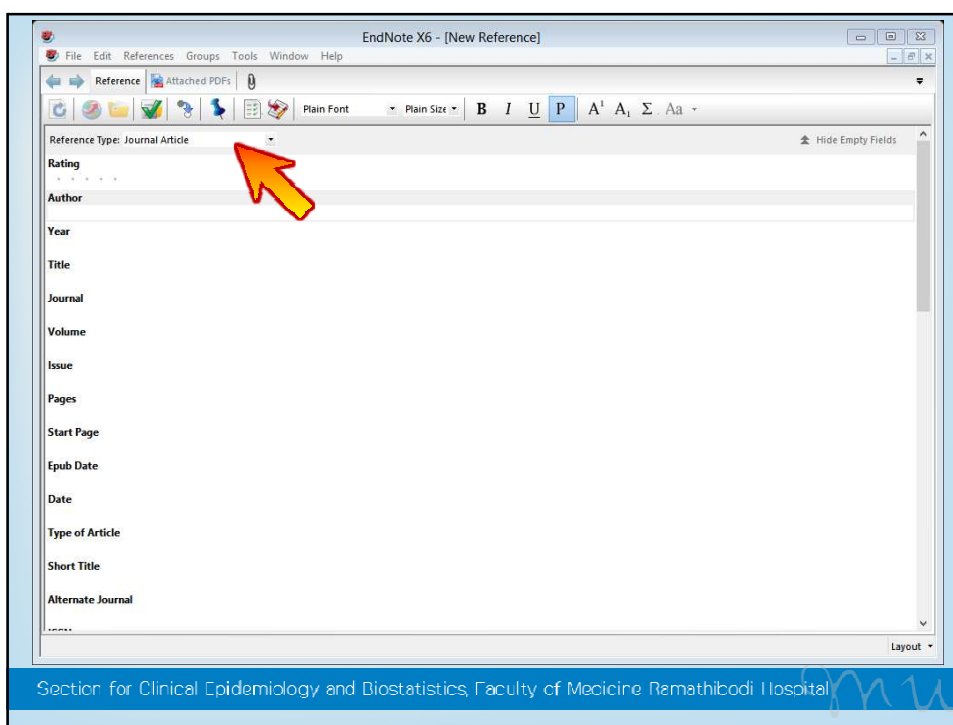 EndNote X6 - [New Reference]
File Edit References Groups Tools Window Help
Reference Attached PDFs
Plain Font Plain Size B I U P A¹ A₁ Σ Aa
Reference Type: Journal Article Hide Empty Fields
Rating
Author
Year
Title
Journal
Volume
Issue
Pages
Start Page
Epub Date
Date
Type of Article
Short Title
Alternate Journal
Layout
Section for Clinical Epidemiology and Biostatistics, Faculty of Medicine Ramathibodi Hospital
mu